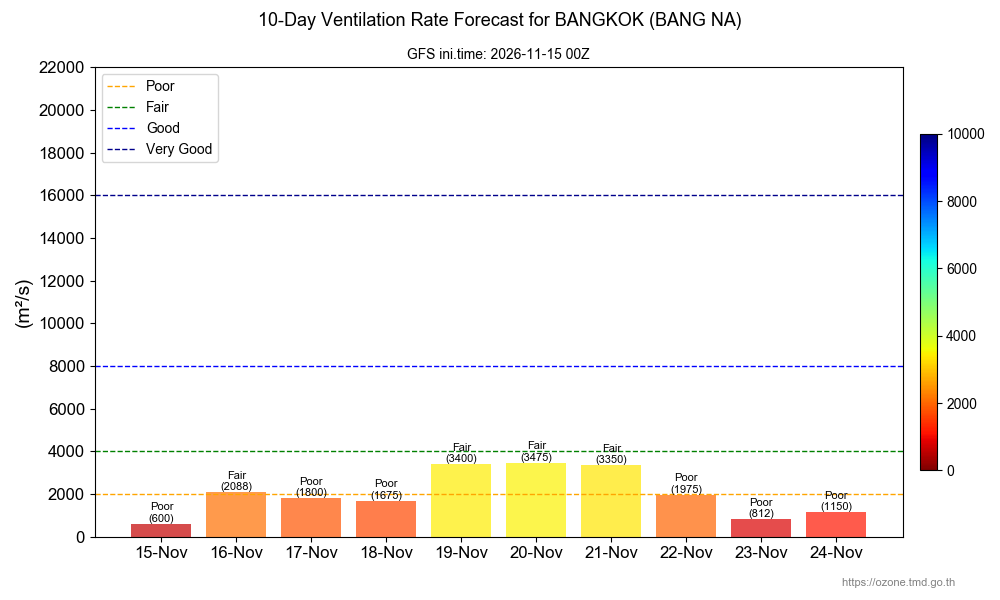 10-Day Ventilation Rate Forecast for BANGKOK (BANG NA)
GFS ini.time: 2026-11-15 00Z
(m²/s)
22000
20000
18000
16000
14000
12000
10000
8000
6000
4000
2000
0
Poor
Fair
Good
Very Good
Poor
(600)
Fair
(2088)
Poor
(1800)
Poor
(1675)
Fair
(3400)
Fair
(3475)
Fair
(3350)
Poor
(1975)
Poor
(812)
Poor
(1150)
15-Nov 16-Nov 17-Nov 18-Nov 19-Nov 20-Nov 21-Nov 22-Nov 23-Nov 24-Nov
10000
8000
6000
4000
2000
0
https://ozone.tmd.go.th